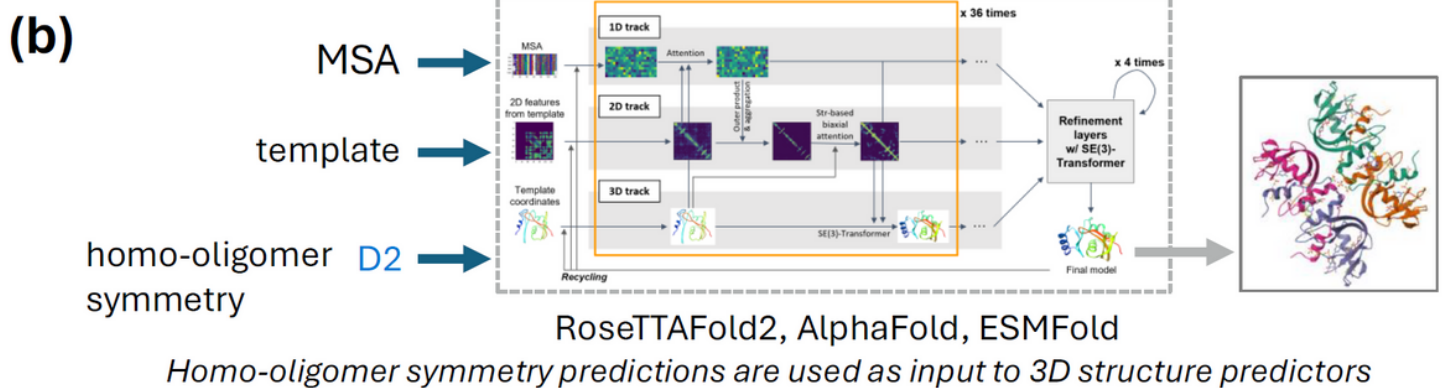 (b)
MSA
template
homo-oligomer D2
symmetry
x 36 times
1D track
MSA
Attention
2D features
from template
2D track
Outer product
& aggregation
Str-based
biaxial
attention
x 4 times
Refinement
layers
w/ SE(3)-
Transformer
Template
coordinates
3D track
SE(3)-Transformer
...
...
...
Recycling
Final model
RoseTTAFold2, AlphaFold, ESMFold
Homo-oligomer symmetry predictions are used as input to 3D structure predictors